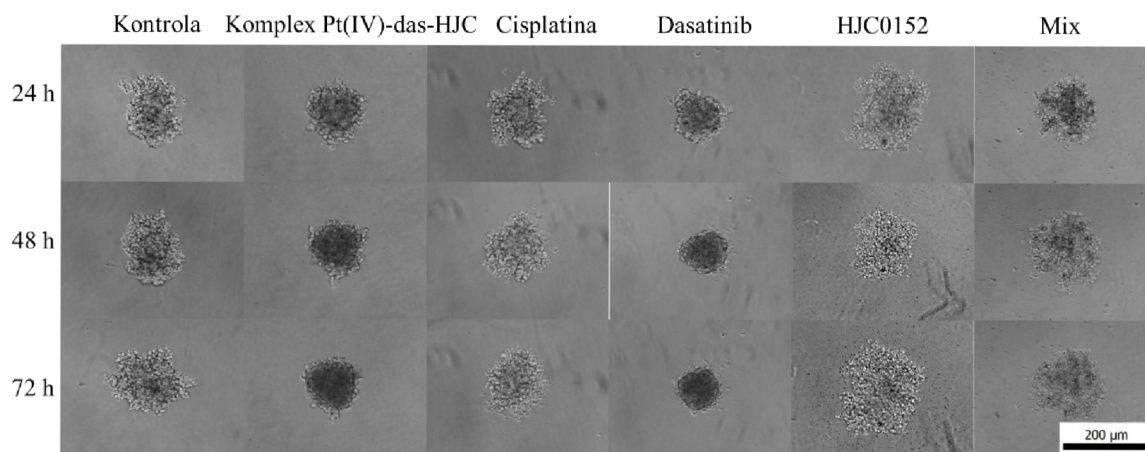 Kontrola Komplex Pt(IV)-das-HJC Cisplatina Dasatinib HJC0152 Mix
24 h
48 h
72 h
200 µm